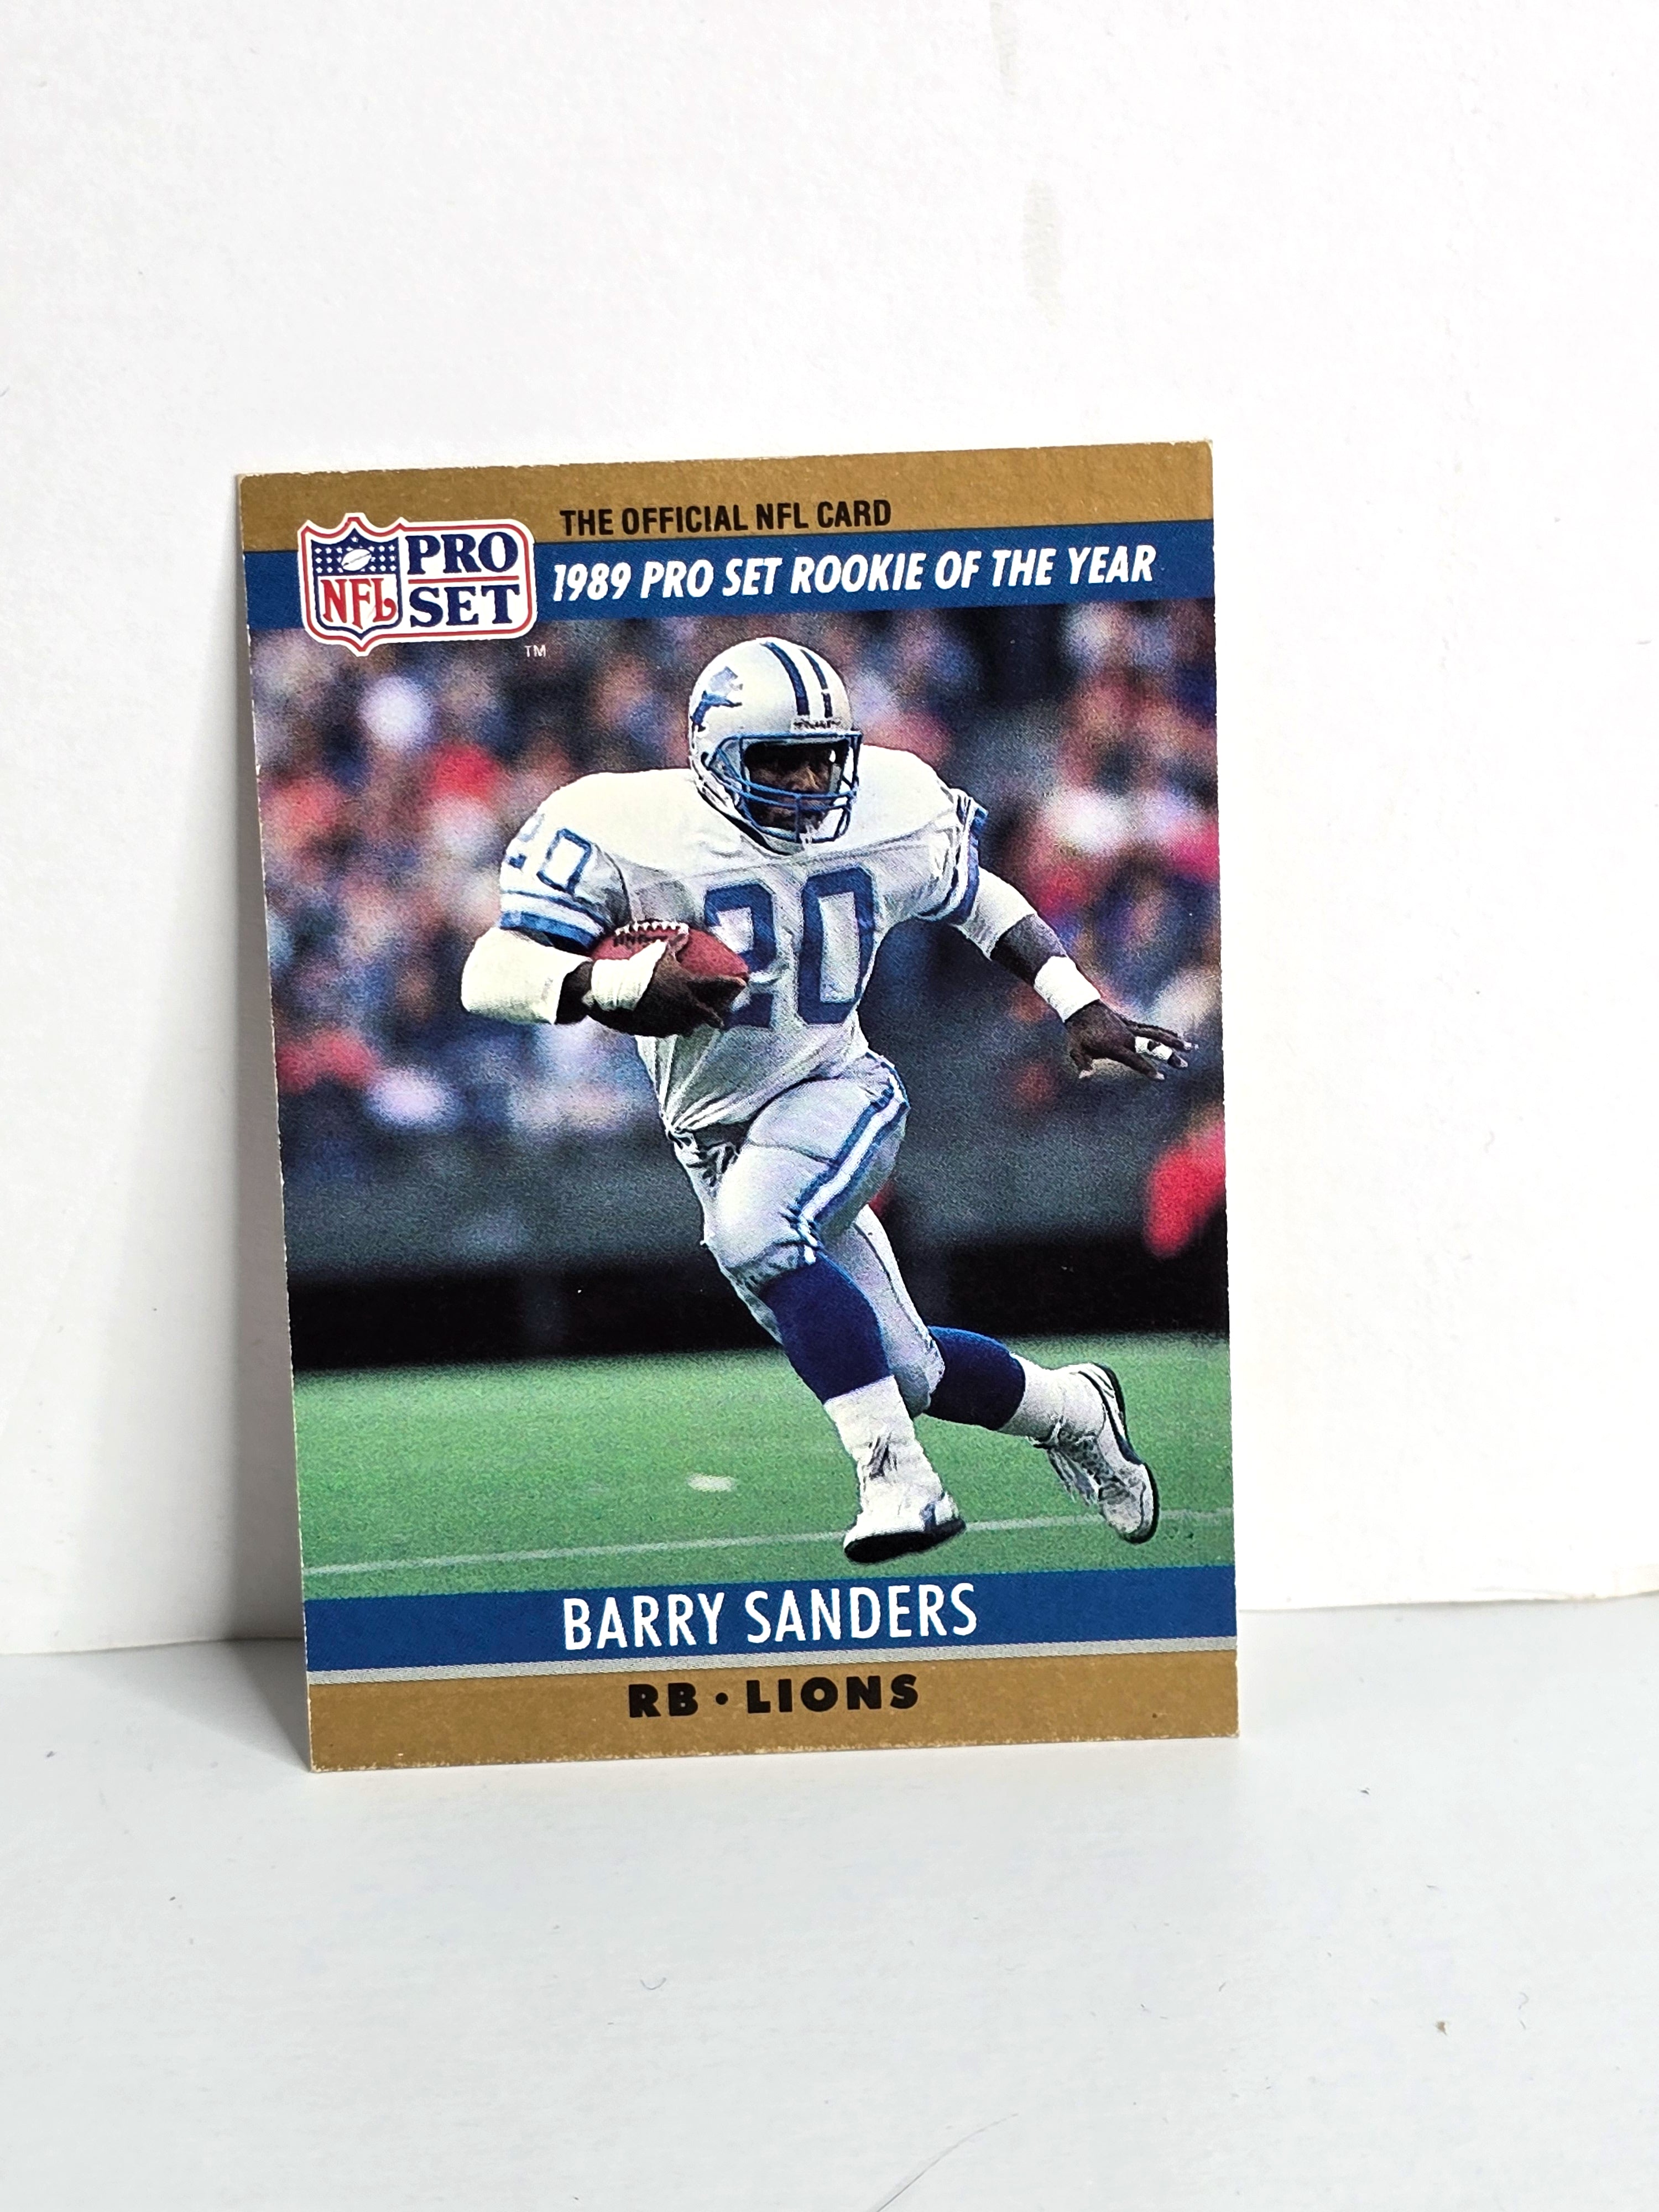 THE OFFICIAL NFL CARD
PRO SET
NFL
1989 PRO SET ROOKIE OF THE YEAR
TM
20
20
BARRY SANDERS
RB • LIONS